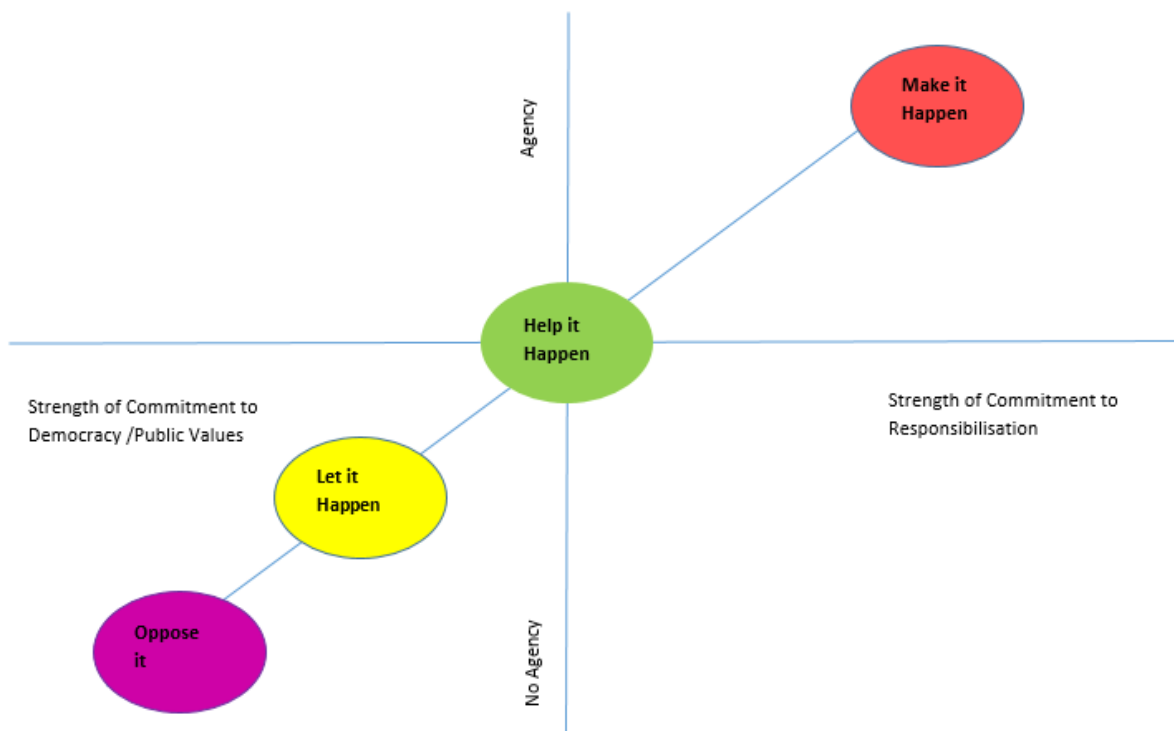 Make it
Happen
Agency
Help it
Happen
Strength of Commitment to
Democracy /Public Values
Strength of Commitment to
Responsibilisation
Let it
Happen
Oppose
it
No Agency